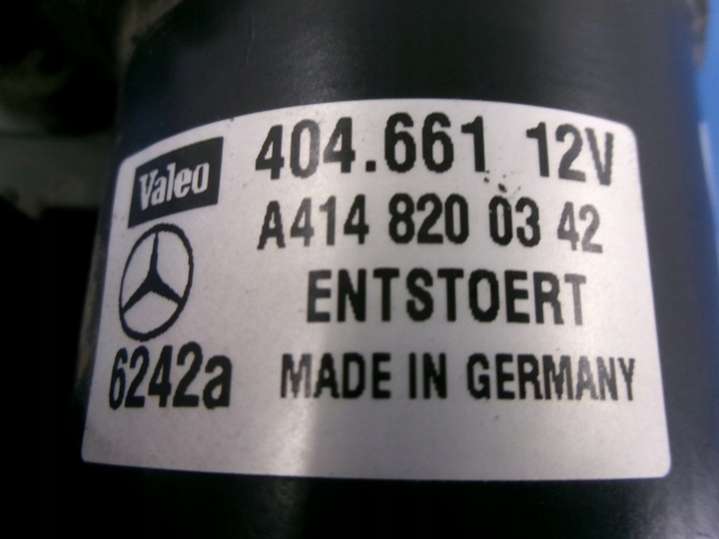 Valeo 404.661 12V
A414 820 03 42
ENTSTOERT
6242a MADE IN GERMANY